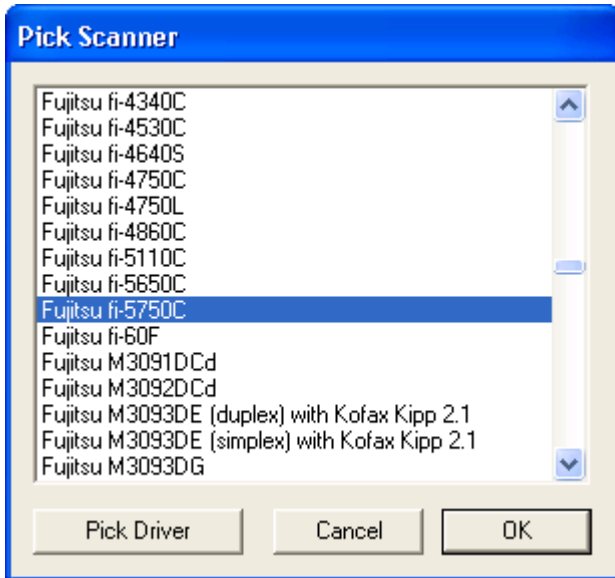 Pick Scanner
Fujitsu fi-4340C
Fujitsu fi-4530C
Fujitsu fi-4640S
Fujitsu fi-4750C
Fujitsu fi-4750L
Fujitsu fi-4860C
Fujitsu fi-5110C
Fujitsu fi-5650C
Fujitsu fi-5750C
Fujitsu fi-60F
Fujitsu M3091DCd
Fujitsu M3092DCd
Fujitsu M3093DE (duplex) with Kofax Kipp 2.1
Fujitsu M3093DE (simplex) with Kofax Kipp 2.1
Fujitsu M3093DG
Pick Driver Cancel OK